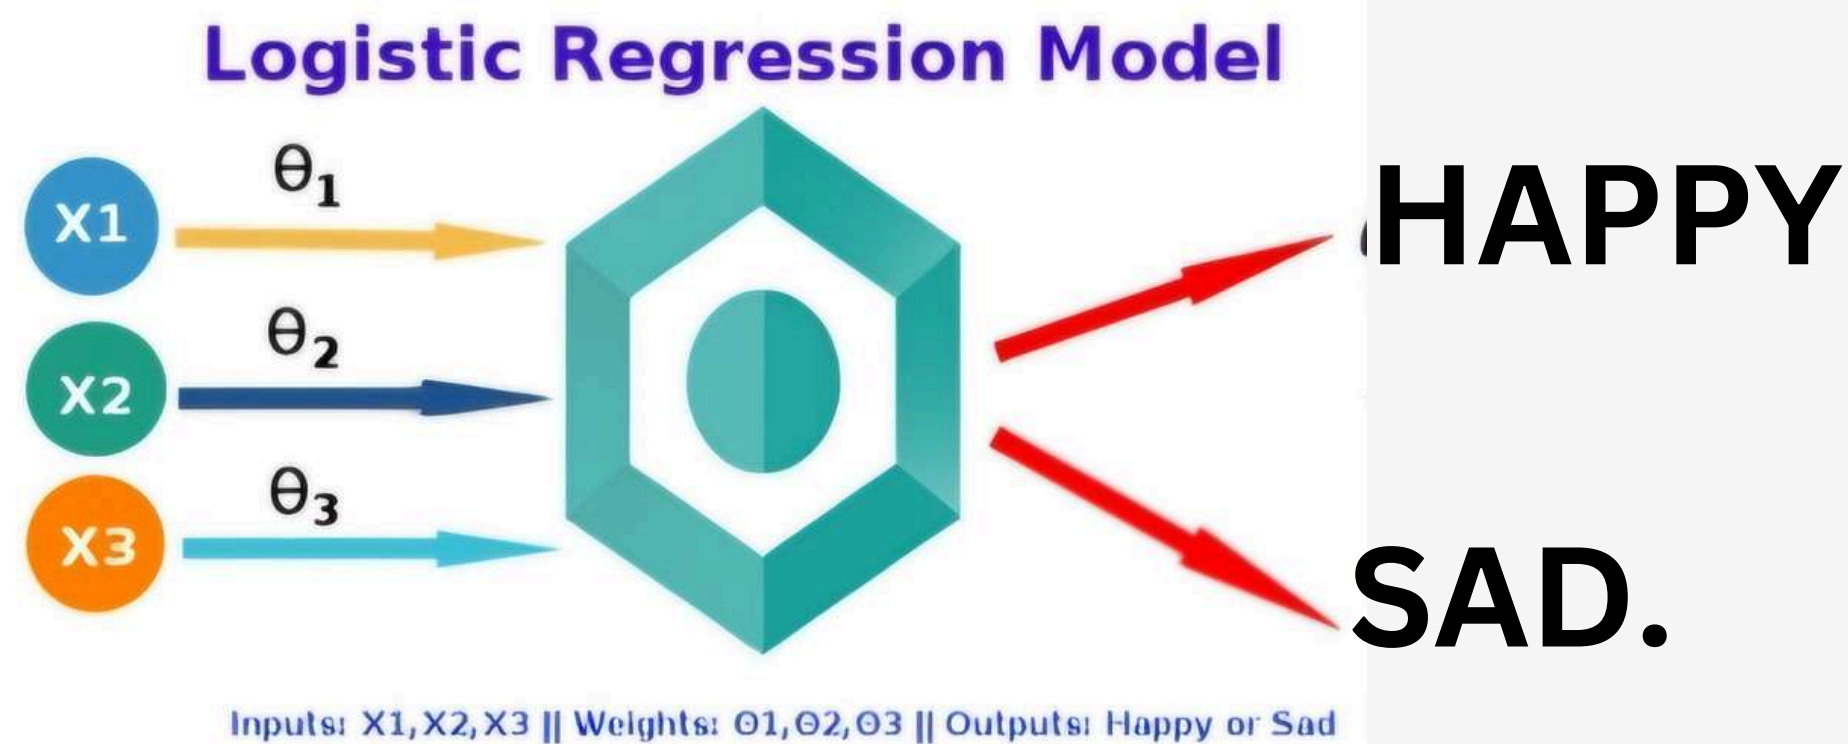 Logistic Regression Model
X1
θ1
HAPPY
X2
θ2
X3
θ3
SAD.
Inputs: X1,X2,X3 || Weights: Θ1,Θ2,Θ3 || Outputs: Happy or Sad